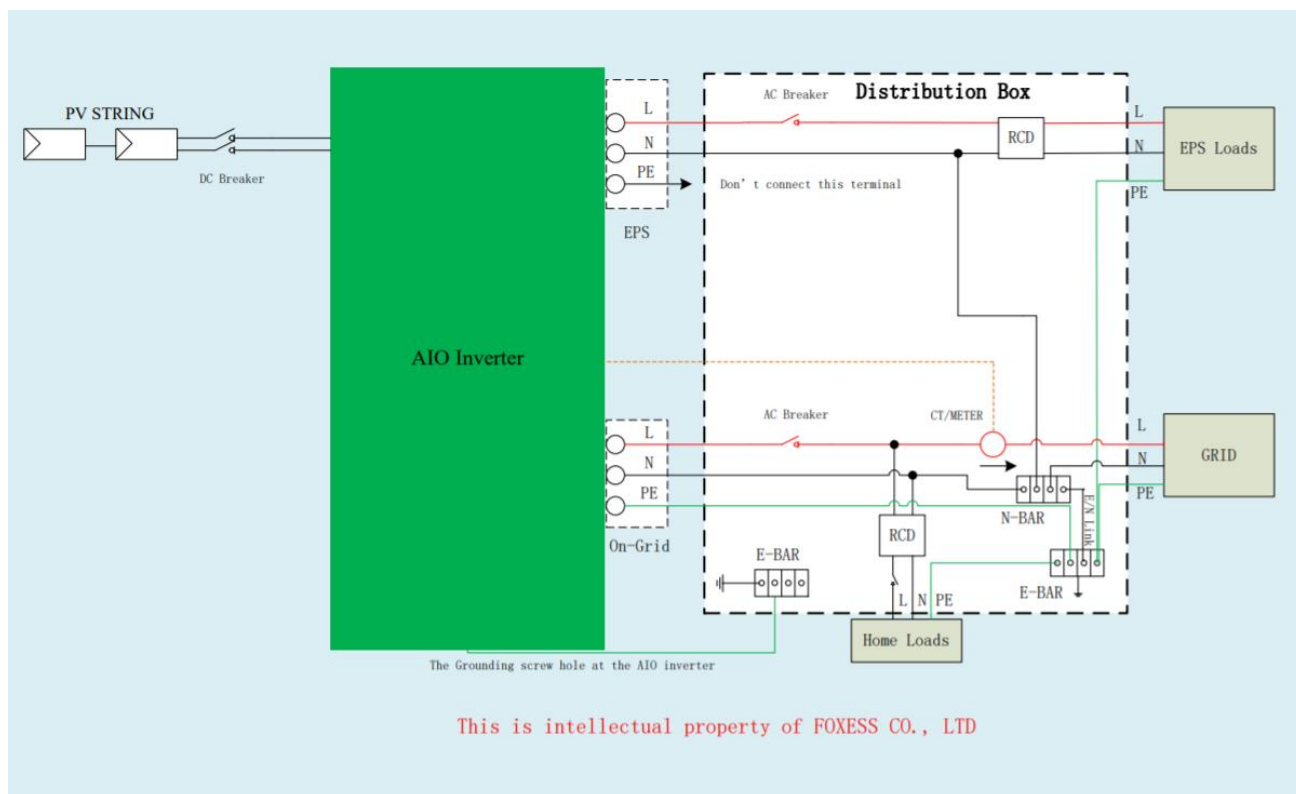 PV STRING
DC Breaker
AIO Inverter
L
N
PE
EPS
AC Breaker
Distribution Box
RCD
Don't connect this terminal
L
N
PE
EPS Loads
L
N
PE
On-Grid
AC Breaker
CT/METER
L
N
PE
GRID
N-BAR
E/N Link
RCD
E-BAR
E-BAR
L N PE
Home Loads
The Grounding screw hole at the AIO inverter
This is intellectual property of FOXESS CO., LTD